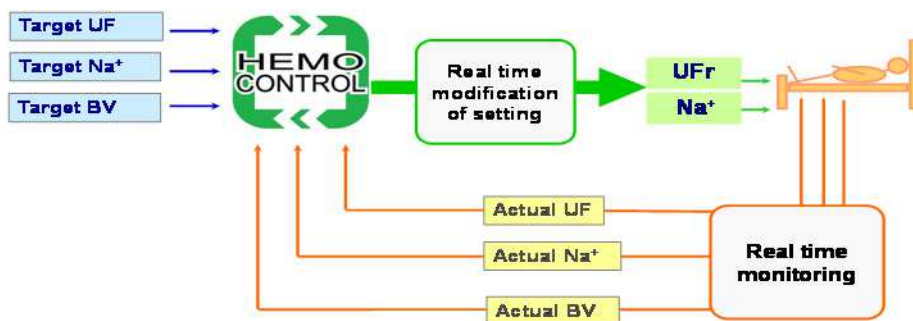 Target UF
Target Na⁺
Target BV
HEMO
CONTROL
Real time
modification
of setting
UFr
Na⁺
Actual UF
Actual Na⁺
Actual BV
Real time
monitoring